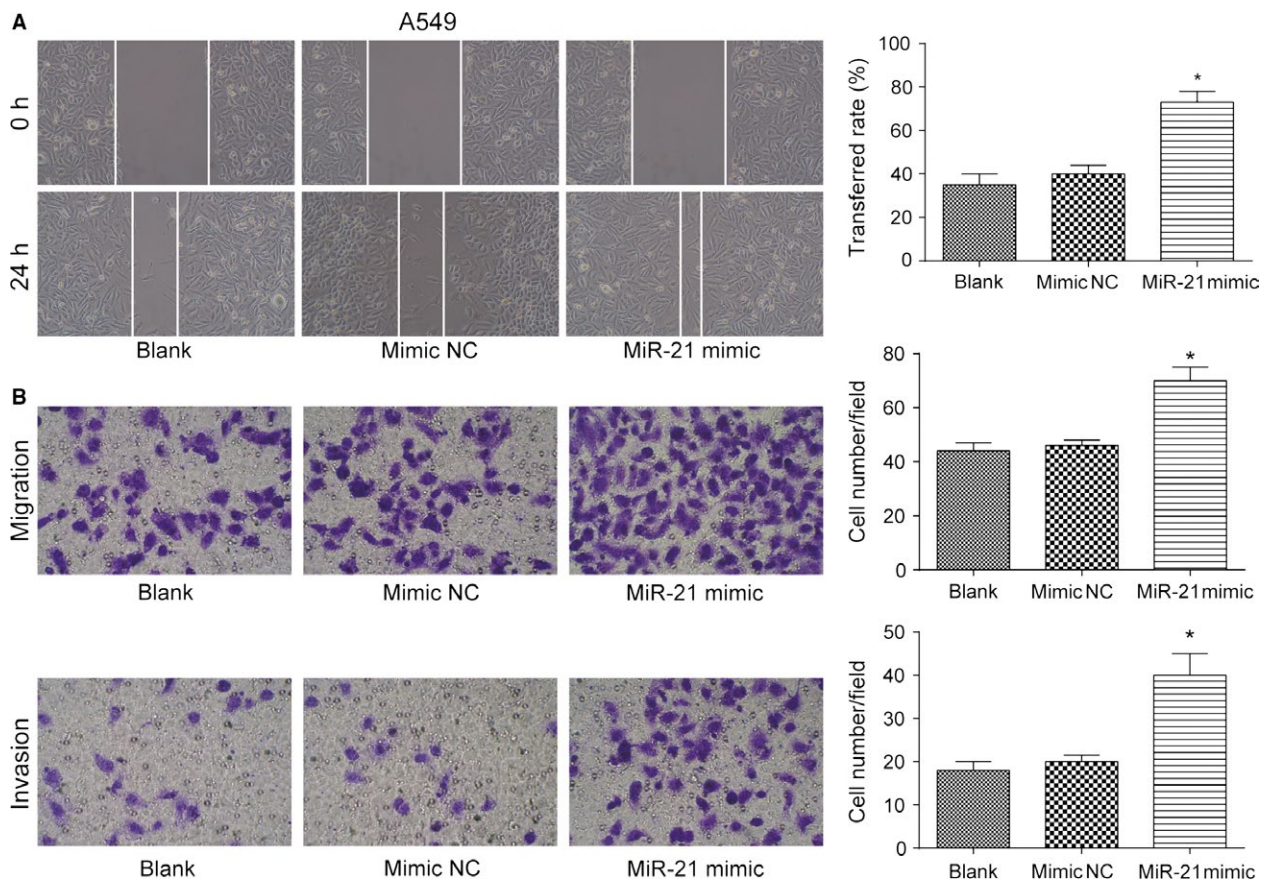 A
A549
0 h
24 h
Blank
Mimic NC
MiR-21 mimic
Transferred rate (%)
100
80
60
40
20
0
*
Blank
Mimic NC
MiR-21 mimic
B
Migration
Blank
Mimic NC
MiR-21 mimic
Cell number/field
80
60
40
20
0
*
Blank
Mimic NC
MiR-21 mimic
Invasion
Blank
Mimic NC
MiR-21 mimic
Cell number/field
50
40
30
20
10
0
*
Blank
Mimic NC
MiR-21 mimic